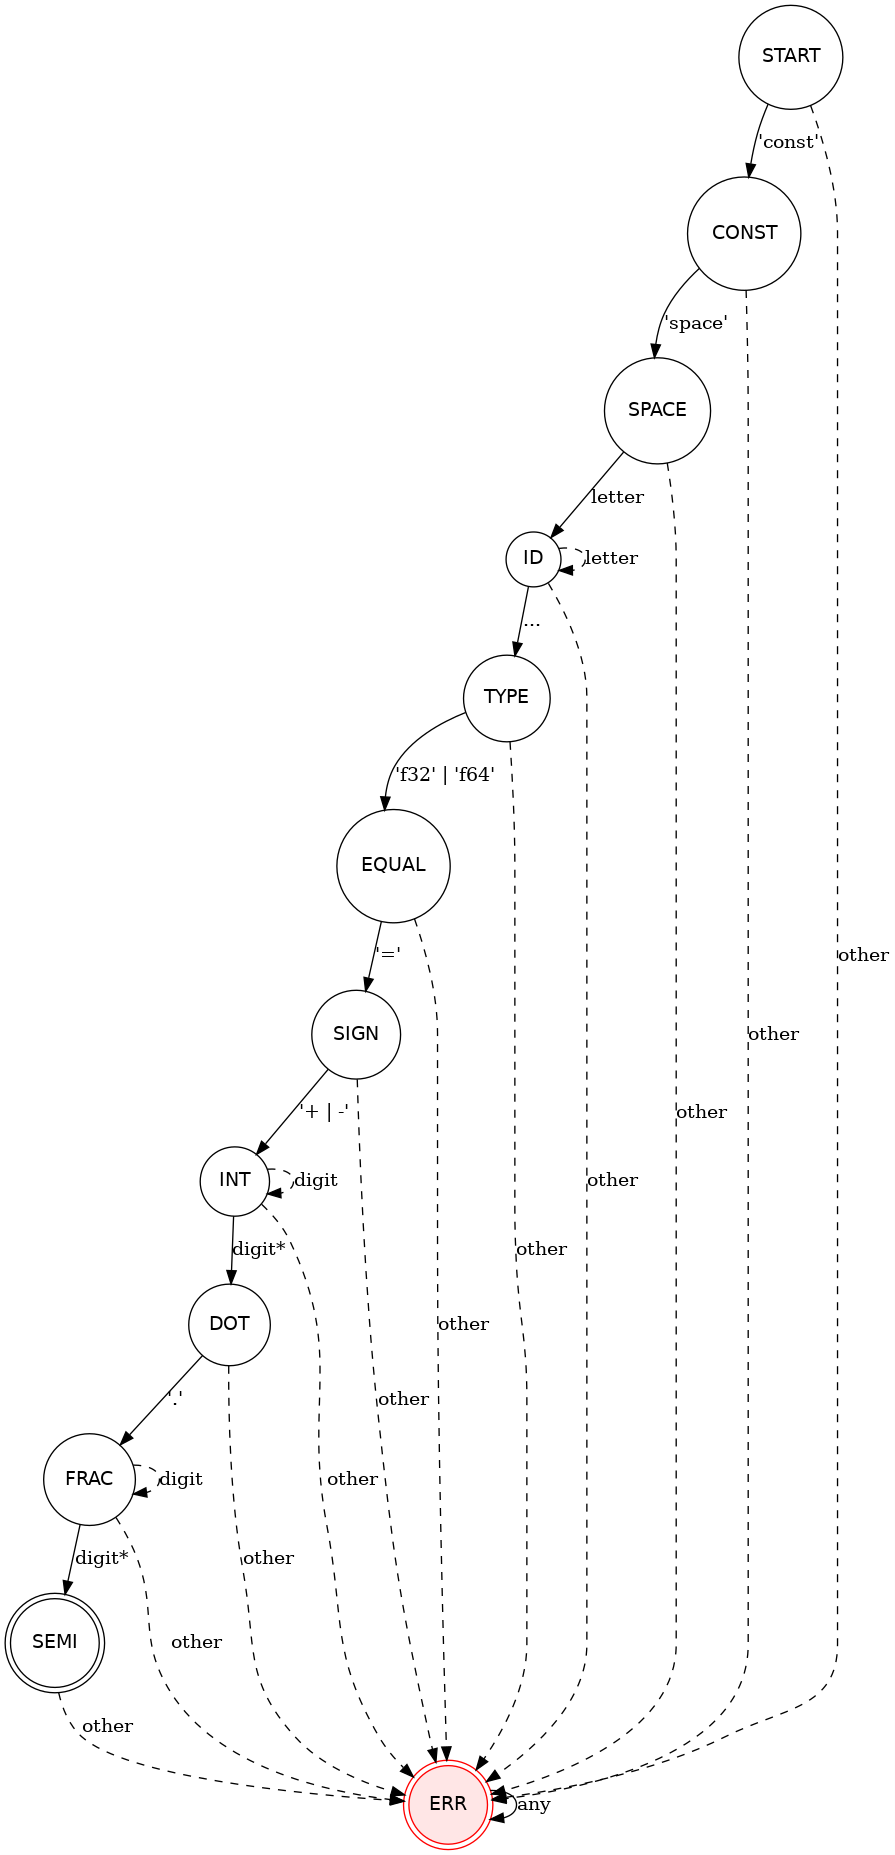 START
'const'
CONST
'space'
SPACE
letter
ID
letter
...
TYPE
'f32' | 'f64'
EQUAL
'='
other
SIGN
other
'+ | -'
other
INT
digit
other
digit*
other
DOT
other
'.'
other
FRAC
digit
other
digit*
other
SEMI
other
other
ERR
any